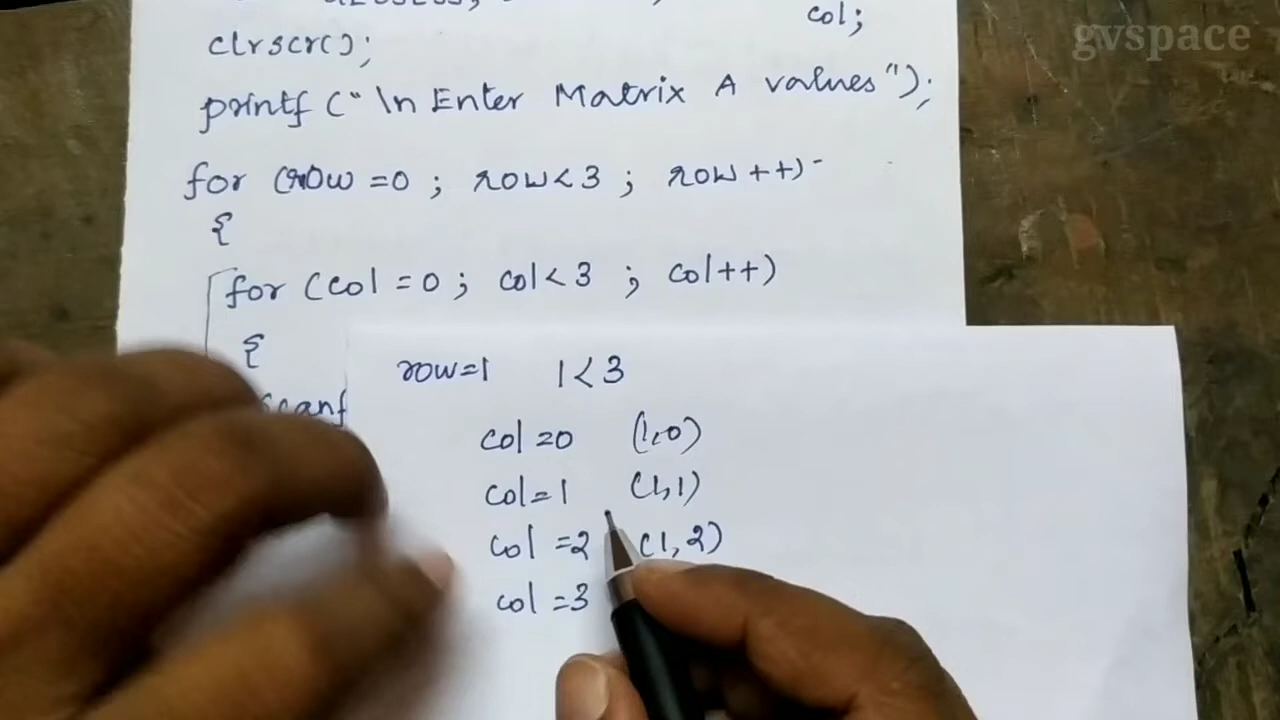 col;
gvspace
clrscr();
printf ("\n Enter Matrix A values");
for (row =0 ; row<3 ; row ++)
{
for (col = 0 ; col<3 ; col++)
{
scanf
row=1 1<3
col =0 (1,0)
col=1 (1,1)
col =2 (1,2)
col =3